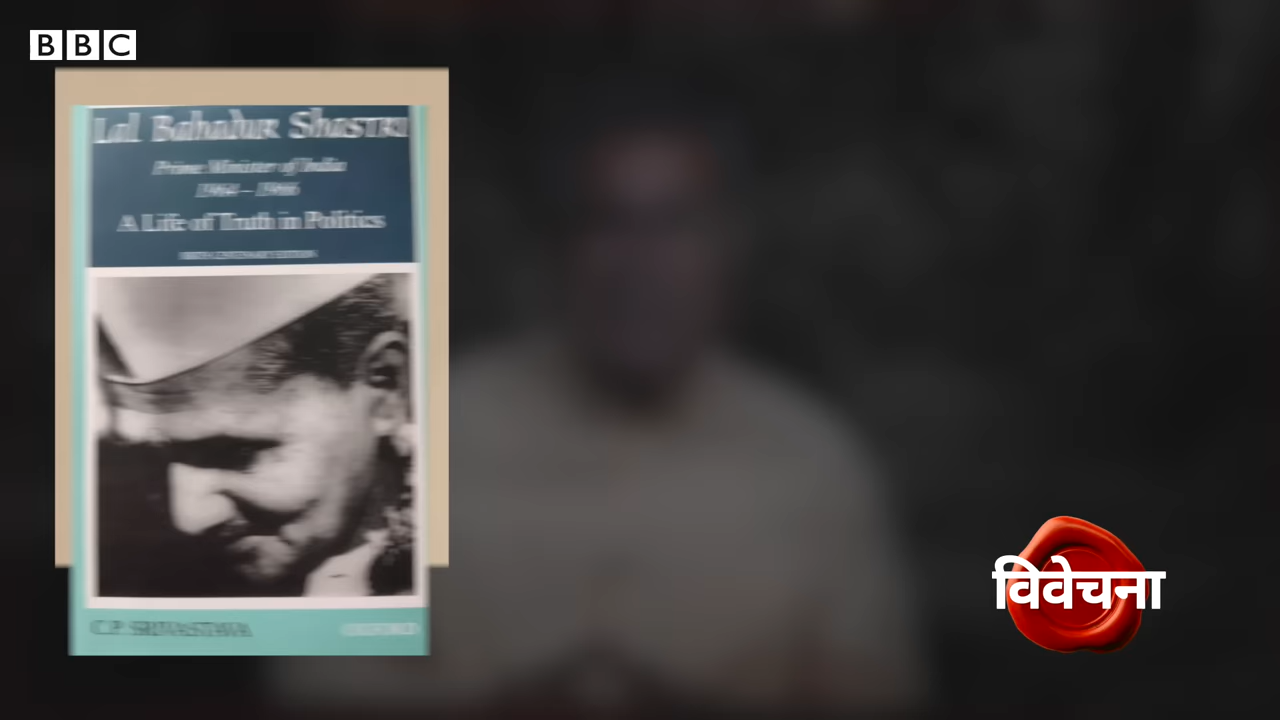 BBC
Lal Bahadur Shastri
Prime Minister of India
1964 – 1966
A Life of Truth in Politics
C.P. SRIVASTAVA
विवेचना